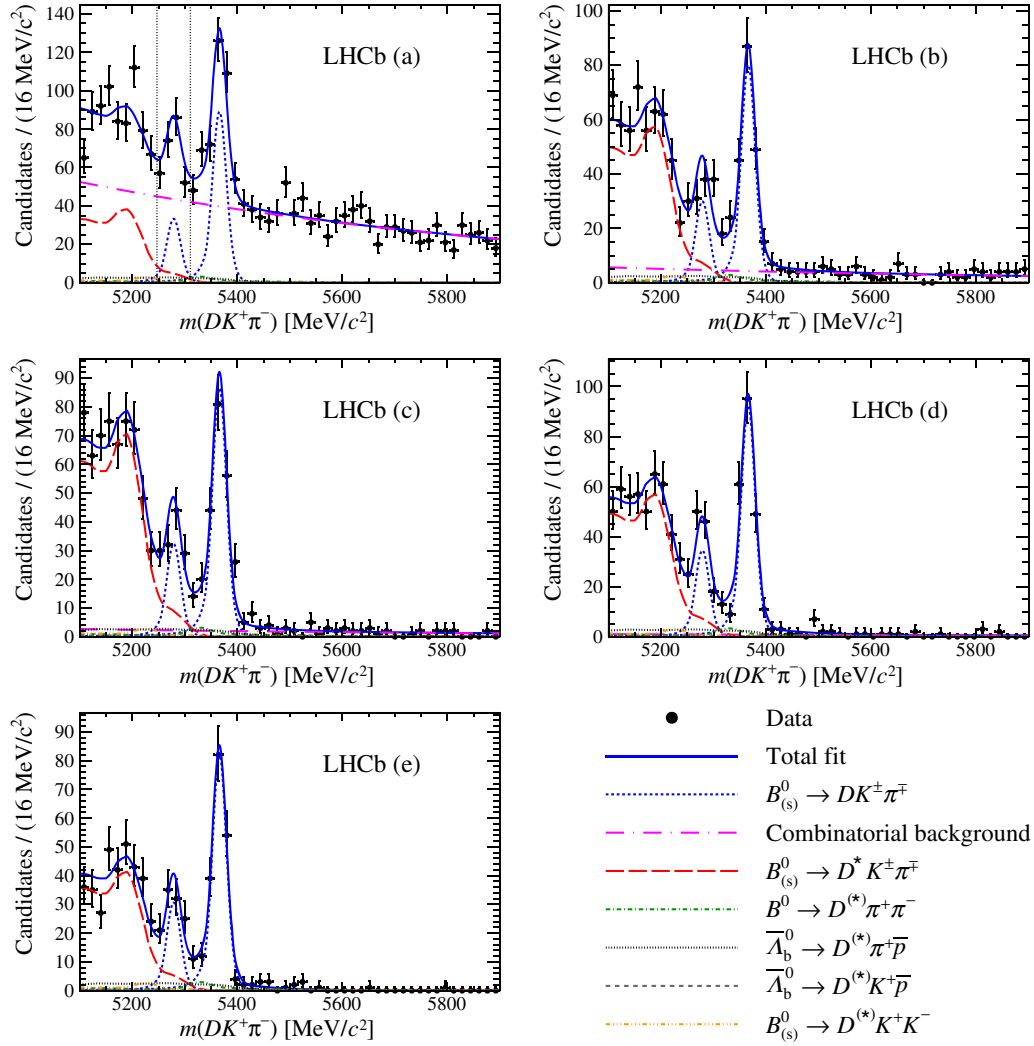 LHCb (a)
Candidates / (16 MeV/c²)
0 20 40 60 80 100 120 140
5200 5400 5600 5800
m(DK⁺π⁻) [MeV/c²]
LHCb (b)
Candidates / (16 MeV/c²)
0 20 40 60 80 100
5200 5400 5600 5800
m(DK⁺π⁻) [MeV/c²]
LHCb (c)
Candidates / (16 MeV/c²)
0 10 20 30 40 50 60 70 80 90
5200 5400 5600 5800
m(DK⁺π⁻) [MeV/c²]
LHCb (d)
Candidates / (16 MeV/c²)
0 20 40 60 80 100
5200 5400 5600 5800
m(DK⁺π⁻) [MeV/c²]
LHCb (e)
Candidates / (16 MeV/c²)
0 10 20 30 40 50 60 70 80 90
5200 5400 5600 5800
m(DK⁺π⁻) [MeV/c²]
Data
Total fit
B⁰₍ₛ₎ → DK^±π^∓
Combinatorial background
B⁰₍ₛ₎ → D*K^±π^∓
B⁰ → D⁽*⁾π⁺π⁻
Λ̅_b⁰ → D⁽*⁾π⁺p̅
Λ̅_b⁰ → D⁽*⁾K⁺p̅
B⁰₍ₛ₎ → D⁽*⁾K⁺K⁻